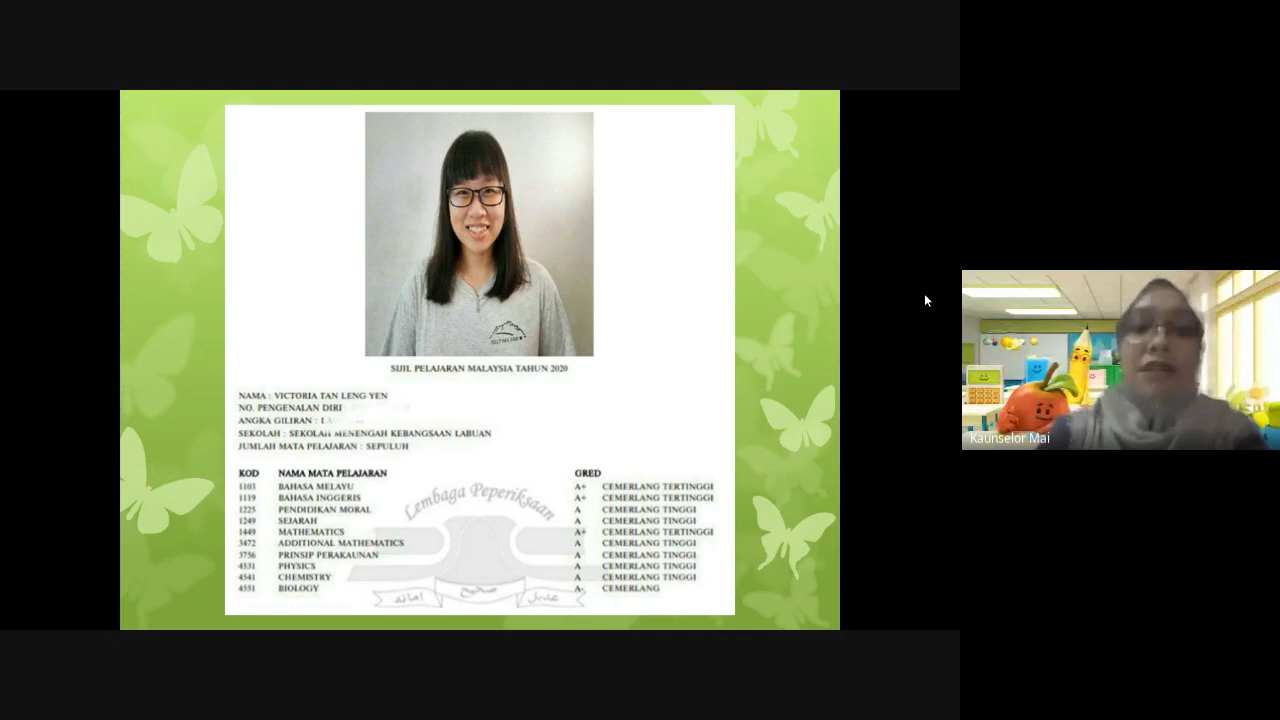 SIJIL PELAJARAN MALAYSIA TAHUN 2020
NAMA : VICTORIA TAN LENG YEN
NO. PENGENALAN DIRI :
ANGKA GILIRAN :
SEKOLAH : SEKOLAH MENENGAH KEBANGSAAN LABUAN
JUMLAH MATA PELAJARAN : SEPULUH
KOD NAMA MATA PELAJARAN GRED
1103 BAHASA MELAYU A+ CEMERLANG TERTINGGI
1119 BAHASA INGGERIS A+ CEMERLANG TERTINGGI
1225 PENDIDIKAN MORAL A CEMERLANG TINGGI
1249 SEJARAH A CEMERLANG TINGGI
1449 MATHEMATICS A+ CEMERLANG TERTINGGI
3472 ADDITIONAL MATHEMATICS A CEMERLANG TINGGI
3756 PRINSIP PERAKAUNAN A CEMERLANG TINGGI
4531 PHYSICS A CEMERLANG TINGGI
4541 CHEMISTRY A CEMERLANG TINGGI
4551 BIOLOGY A- CEMERLANG
Lembaga Peperiksaan
امانه صحيح عديل
Kaunselor Mai